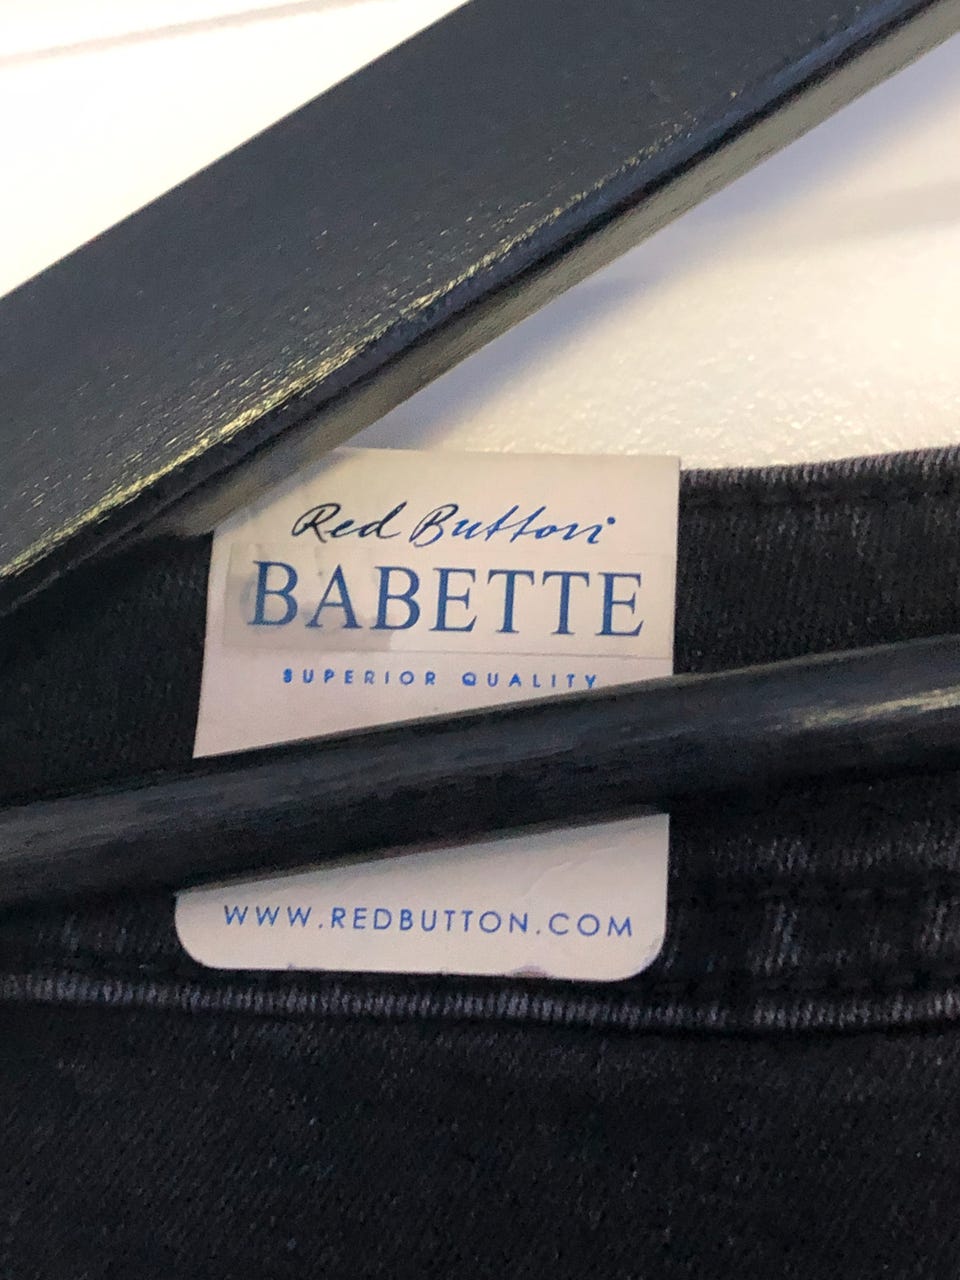 Red Button
BABETTE
SUPERIOR QUALITY
WWW.REDBUTTON.COM